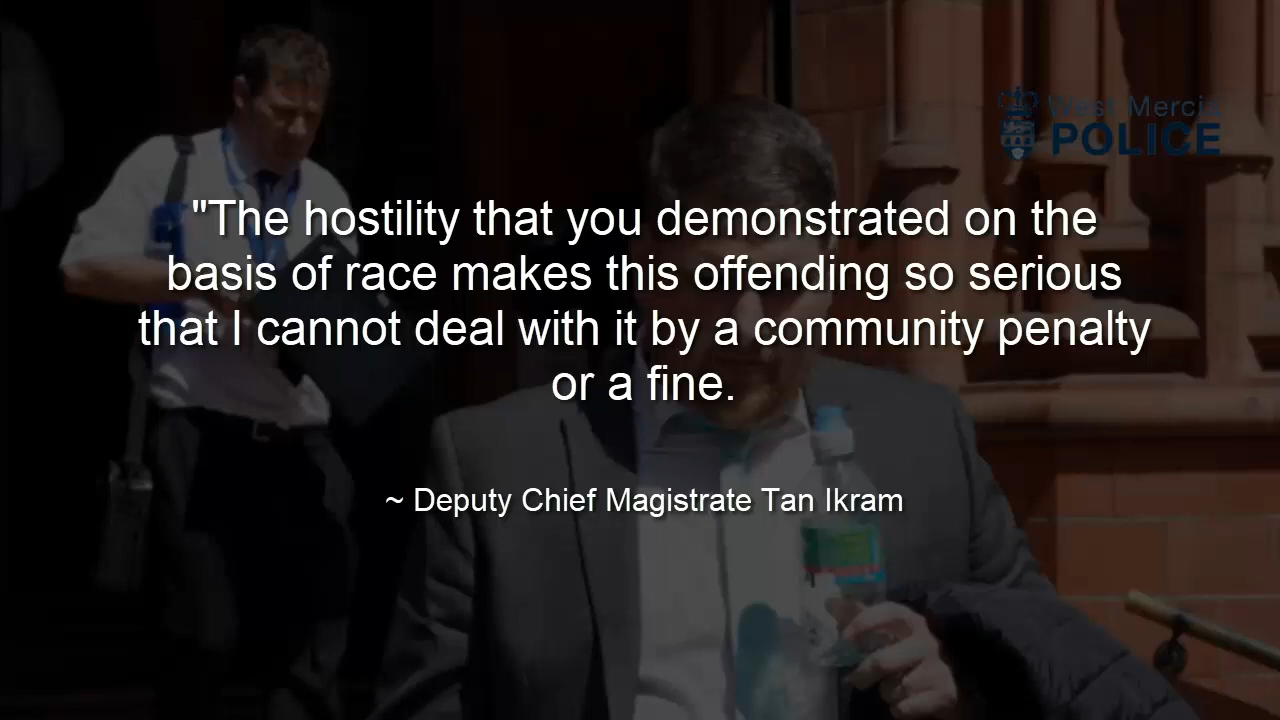 West Mercia
POLICE
"The hostility that you demonstrated on the
basis of race makes this offending so serious
that I cannot deal with it by a community penalty
or a fine.
~ Deputy Chief Magistrate Tan Ikram